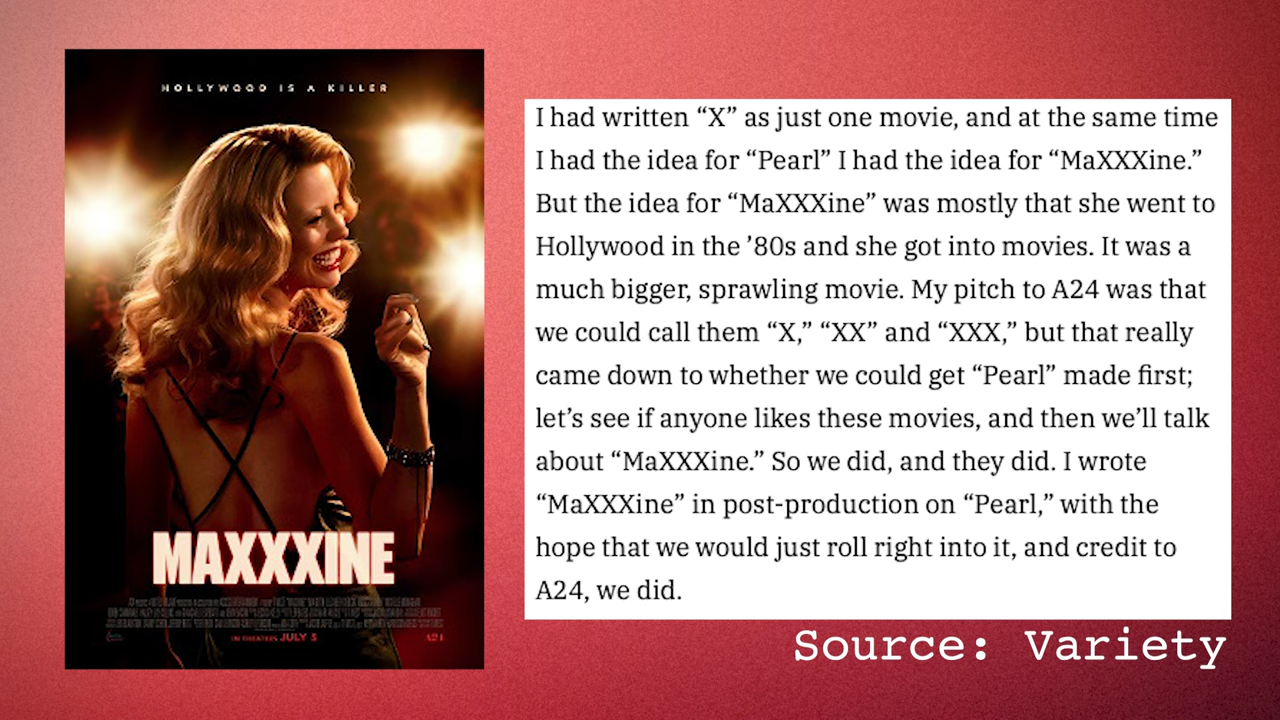 HOLLYWOOD IS A KILLER
MAXXXINE
IN THEATERS JULY 5
A24
I had written “X” as just one movie, and at the same time
I had the idea for “Pearl” I had the idea for “MaXXXine.”
But the idea for “MaXXXine” was mostly that she went to
Hollywood in the ’80s and she got into movies. It was a
much bigger, sprawling movie. My pitch to A24 was that
we could call them “X,” “XX” and “XXX,” but that really
came down to whether we could get “Pearl” made first;
let’s see if anyone likes these movies, and then we’ll talk
about “MaXXXine.” So we did, and they did. I wrote
“MaXXXine” in post-production on “Pearl,” with the
hope that we would just roll right into it, and credit to
A24, we did.
Source: Variety